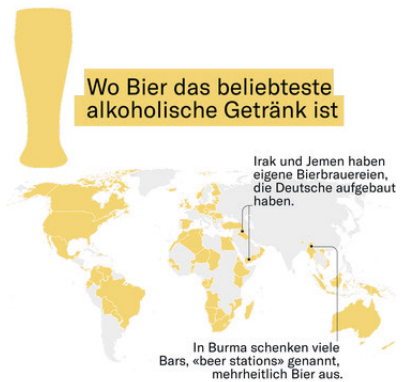 Wo Bier das beliebteste
alkoholische Getränk ist
Irak und Jemen haben
eigene Bierbrauereien,
die Deutsche aufgebaut
haben.
In Burma schenken viele
Bars, «beer stations» genannt,
mehrheitlich Bier aus.